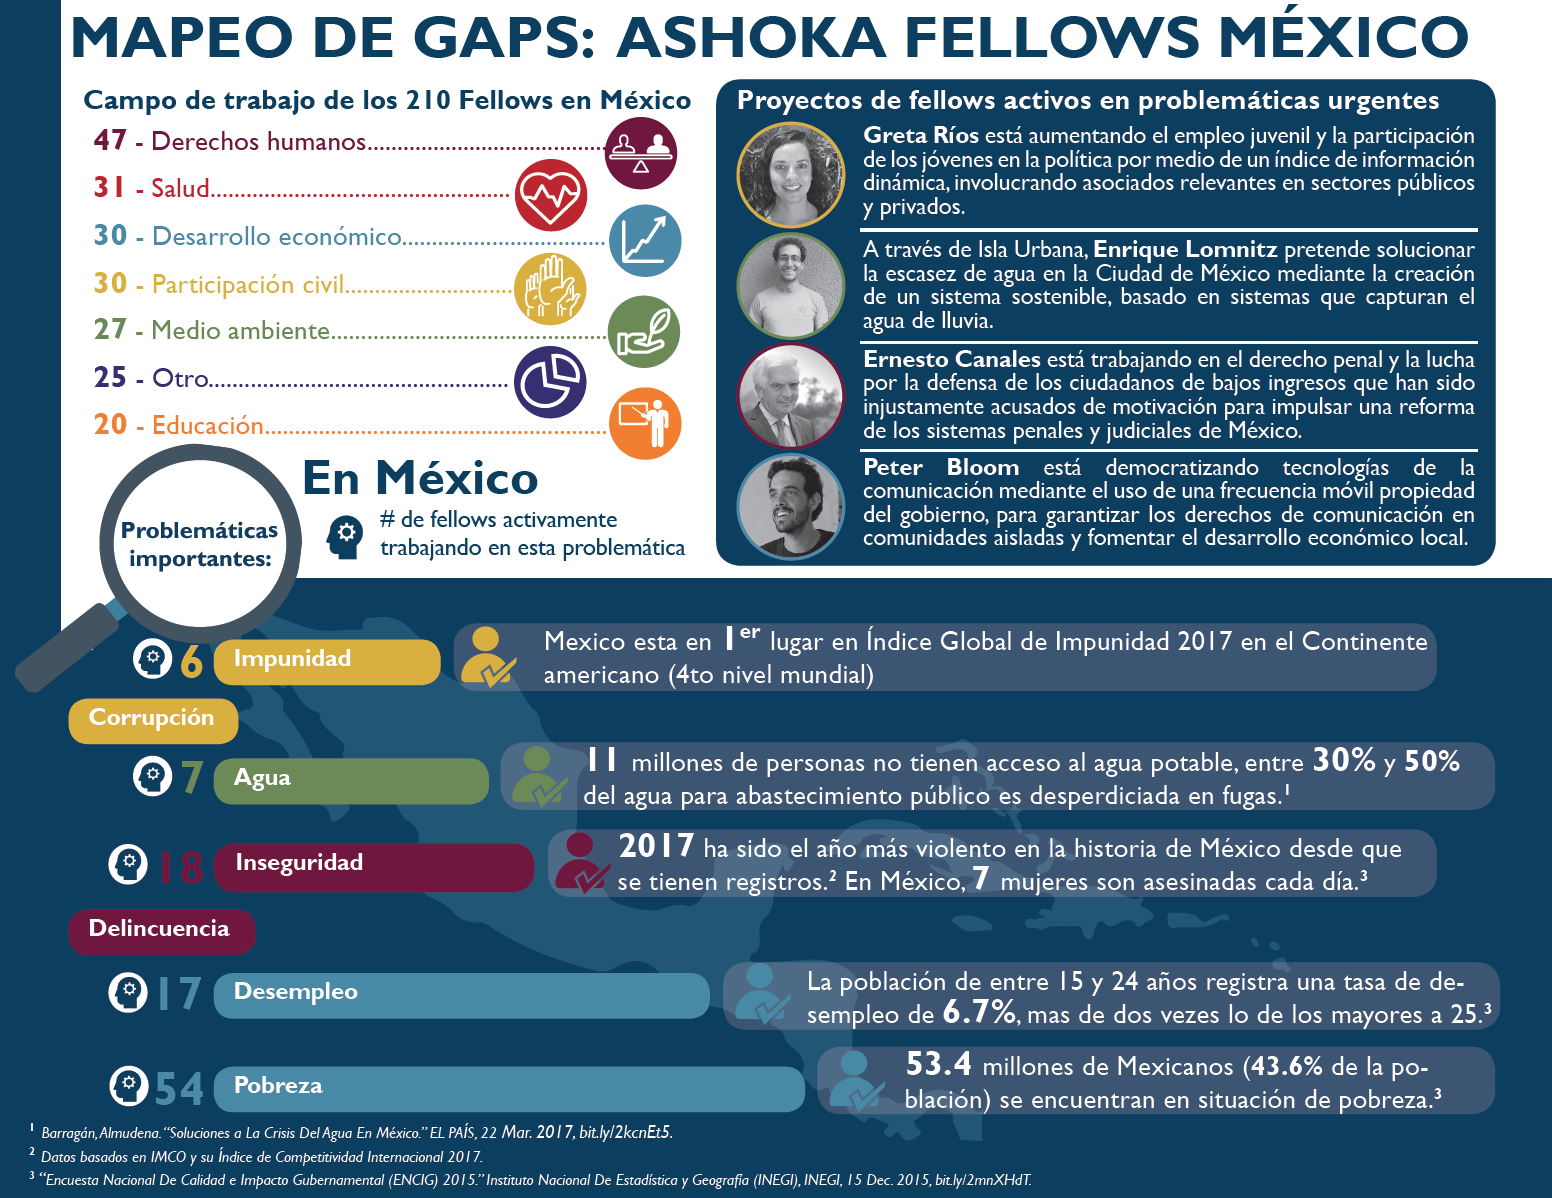 MAPEO DE GAPS: ASHOKA FELLOWS MÉXICO
Campo de trabajo de los 210 Fellows en México
47 - Derechos humanos
31 - Salud
30 - Desarrollo económico
30 - Participación civil
27 - Medio ambiente
25 - Otro
20 - Educación
Proyectos de fellows activos en problemáticas urgentes
Greta Ríos está aumentando el empleo juvenil y la participación
de los jóvenes en la política por medio de un índice de información
dinámica, involucrando asociados relevantes en sectores públicos
y privados.
A través de Isla Urbana, Enrique Lomnitz pretende solucionar
la escasez de agua en la Ciudad de México mediante la creación
de un sistema sostenible, basado en sistemas que capturan el
agua de lluvia.
Ernesto Canales está trabajando en el derecho penal y la lucha
por la defensa de los ciudadanos de bajos ingresos que han sido
injustamente acusados de motivación para impulsar una reforma
de los sistemas penales y judiciales de México.
Peter Bloom está democratizando tecnologías de la
comunicación mediante el uso de una frecuencia móvil propiedad
del gobierno, para garantizar los derechos de comunicación en
comunidades aisladas y fomentar el desarrollo económico local.
Problemáticas
importantes:
En México
# de fellows activamente
trabajando en esta problemática
6 Impunidad
Mexico esta en 1er lugar en Índice Global de Impunidad 2017 en el Continente
americano (4to nivel mundial)
Corrupción
7 Agua
11 millones de personas no tienen acceso al agua potable, entre 30% y 50%
del agua para abastecimiento público es desperdiciada en fugas.1
18 Inseguridad
2017 ha sido el año más violento en la historia de México desde que
se tienen registros.2 En México, 7 mujeres son asesinadas cada día.3
Delincuencia
17 Desempleo
La población de entre 15 y 24 años registra una tasa de de-
sempleo de 6.7%, mas de dos vezes lo de los mayores a 25.3
54 Pobreza
53.4 millones de Mexicanos (43.6% de la po-
blación) se encuentran en situación de pobreza.3
1 Barragán, Almudena. “Soluciones a La Crisis Del Agua En México.” EL PAÍS, 22 Mar. 2017, bit.ly/2kcnEt5.
2 Datos basados en IMCO y su Índice de Competitividad Internacional 2017.
3 “Encuesta Nacional De Calidad e Impacto Gubernamental (ENCIG) 2015.” Instituto Nacional De Estadística y Geografía (INEGI), INEGI, 15 Dec. 2015, bit.ly/2mnXHdT.